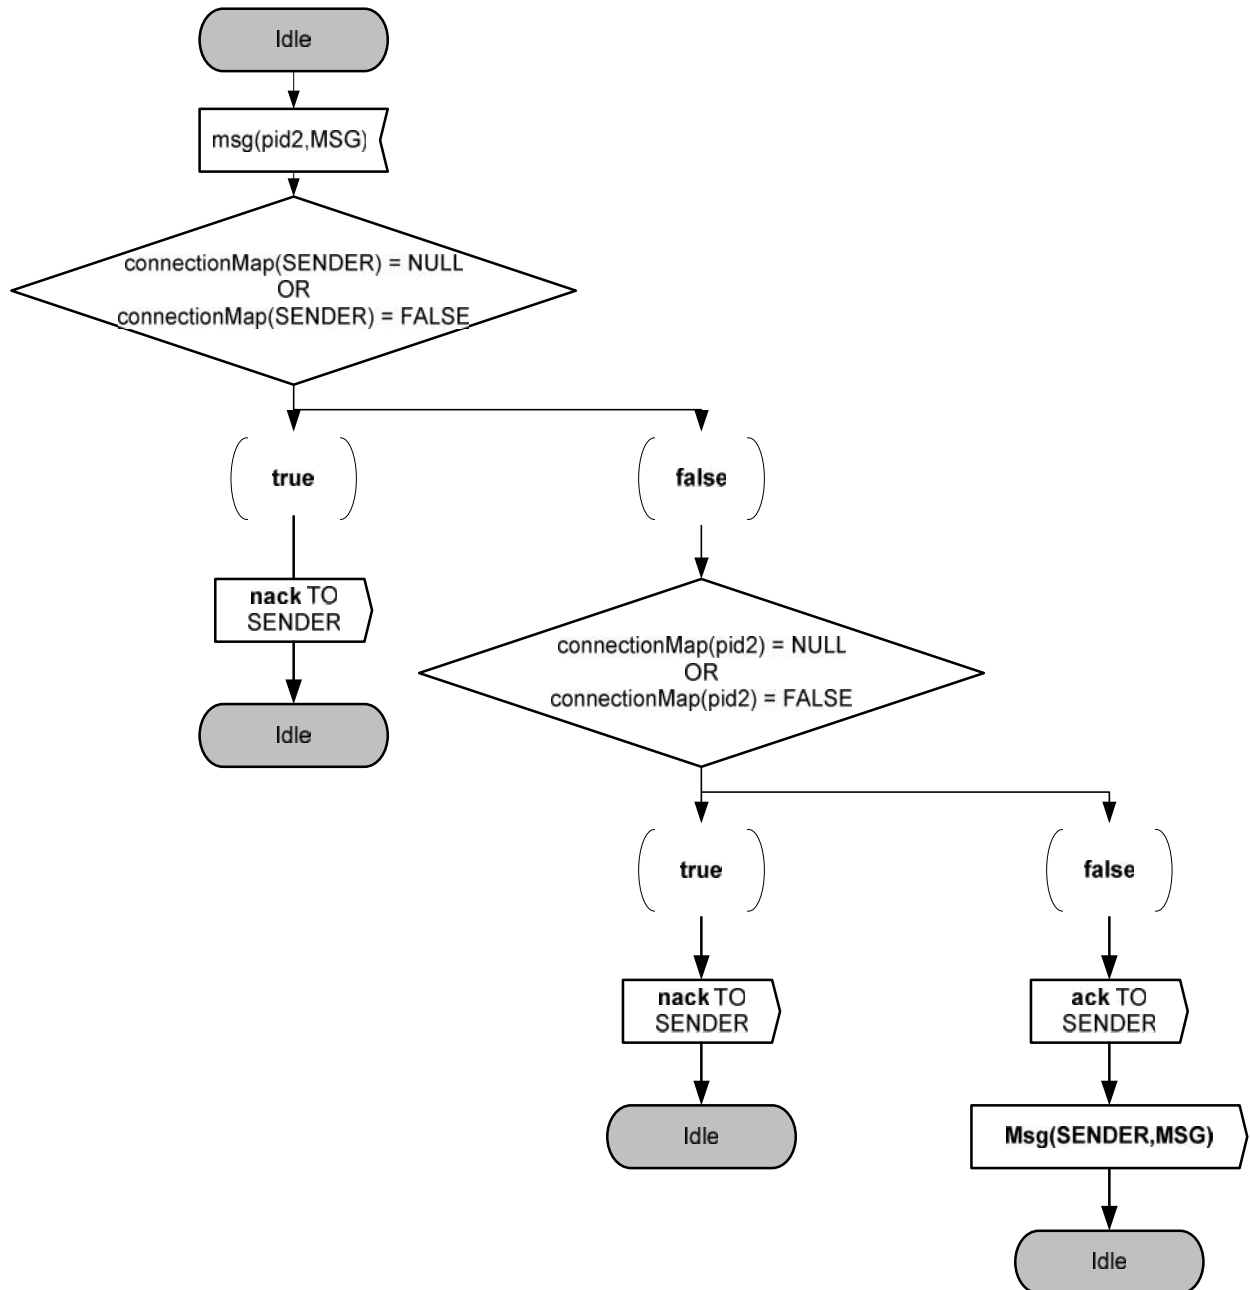 Idle
msg(pid2,MSG)
connectionMap(SENDER) = NULL
OR
connectionMap(SENDER) = FALSE
true
false
nack TO
SENDER
connectionMap(pid2) = NULL
OR
connectionMap(pid2) = FALSE
Idle
true
false
nack TO
SENDER
ack TO
SENDER
Idle
Msg(SENDER,MSG)
Idle